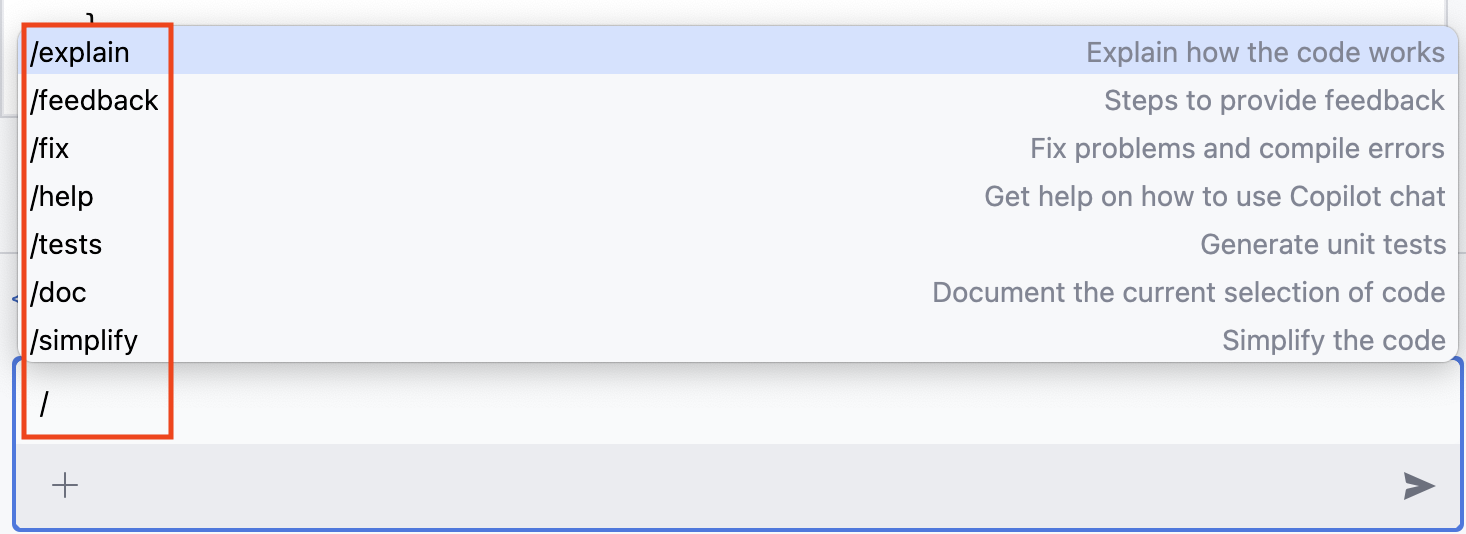 }
/explain Explain how the code works
/feedback Steps to provide feedback
/fix Fix problems and compile errors
/help Get help on how to use Copilot chat
/tests Generate unit tests
/doc Document the current selection of code
/simplify Simplify the code
<
/